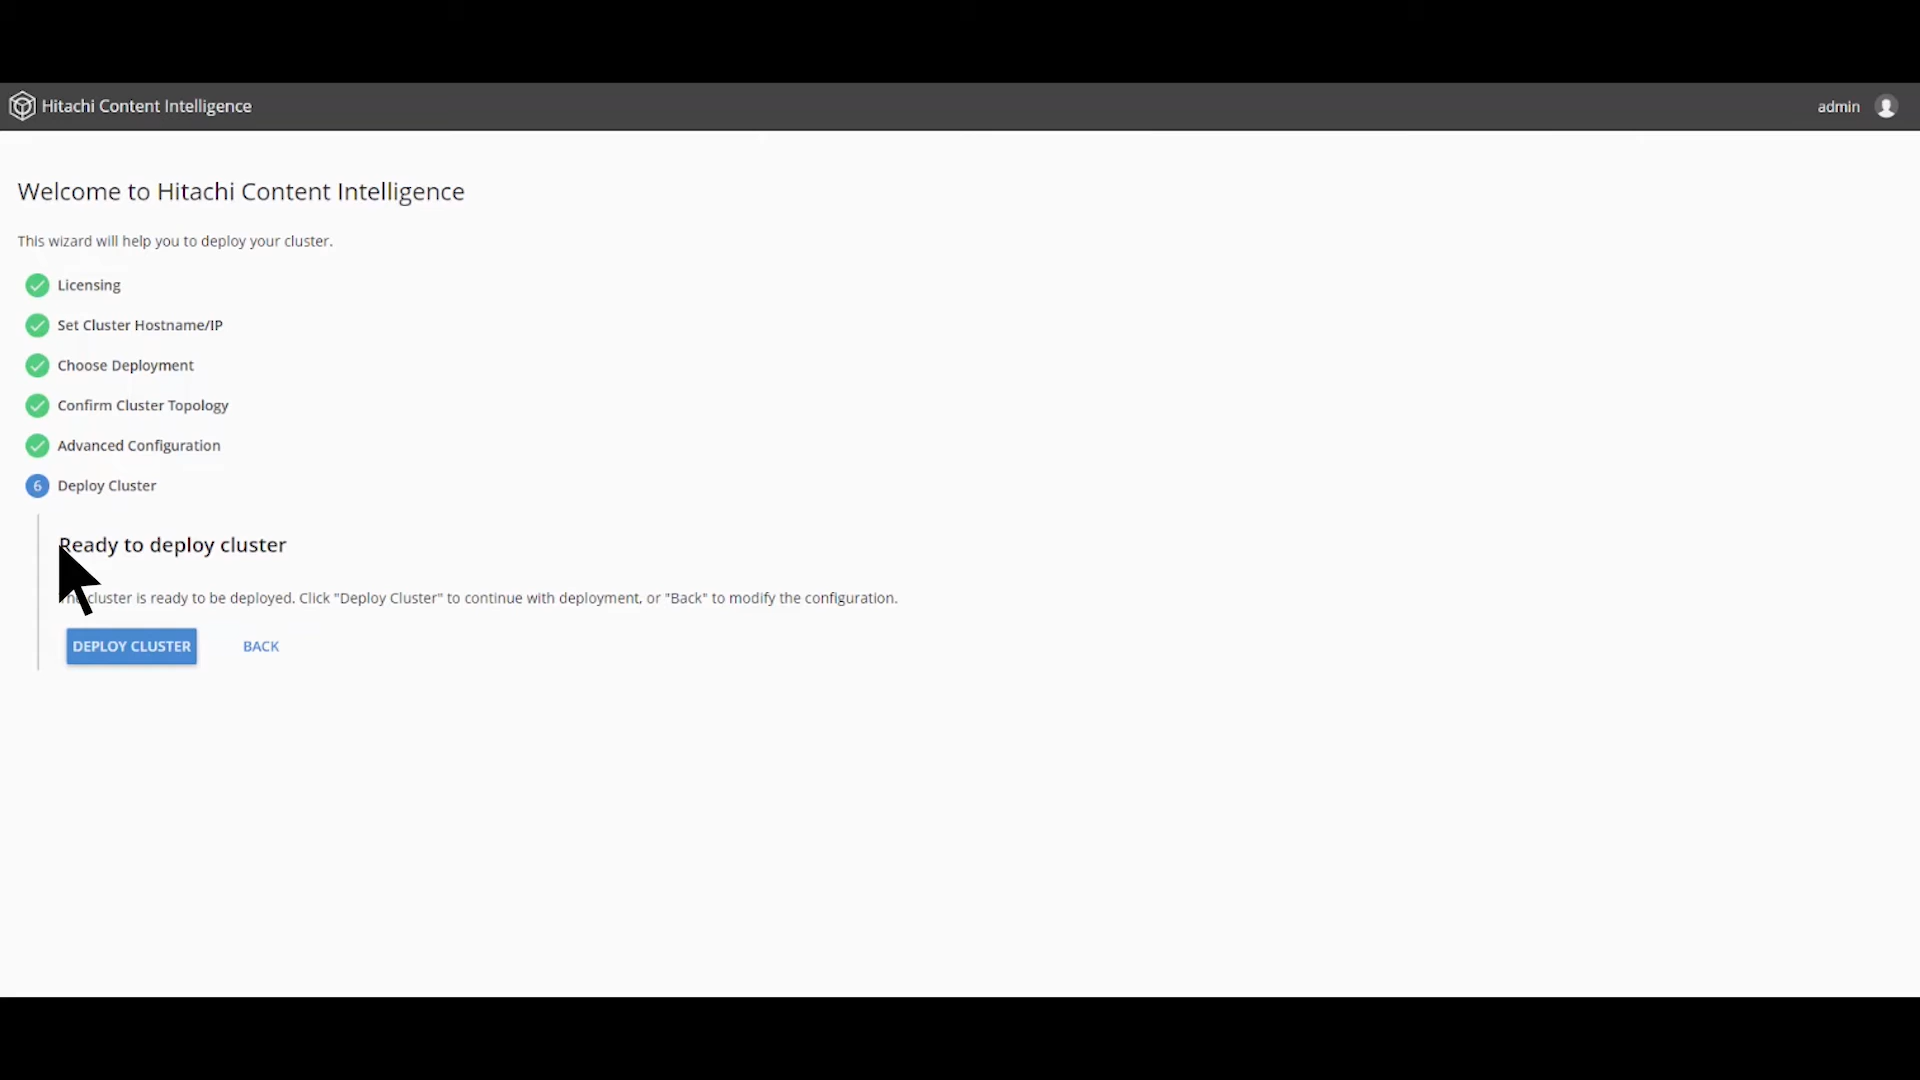 Hitachi Content Intelligence
admin
Welcome to Hitachi Content Intelligence
This wizard will help you to deploy your cluster.
Licensing
Set Cluster Hostname/IP
Choose Deployment
Confirm Cluster Topology
Advanced Configuration
6 Deploy Cluster
Ready to deploy cluster
cluster is ready to be deployed. Click "Deploy Cluster" to continue with deployment, or "Back" to modify the configuration.
DEPLOY CLUSTER BACK